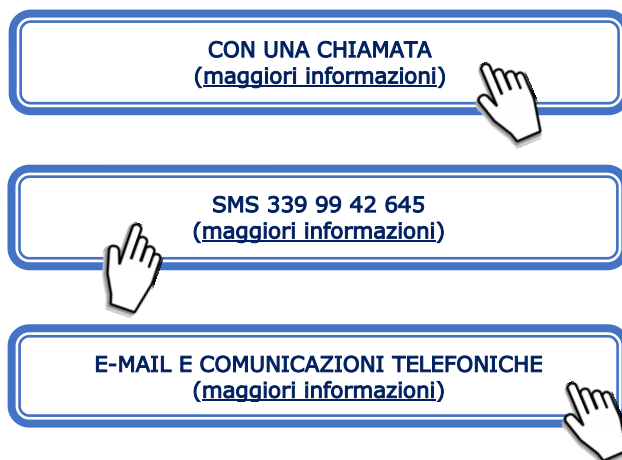 CON UNA CHIAMATA
(maggiori informazioni)
SMS 339 99 42 645
(maggiori informazioni)
E-MAIL E COMUNICAZIONI TELEFONICHE
(maggiori informazioni)